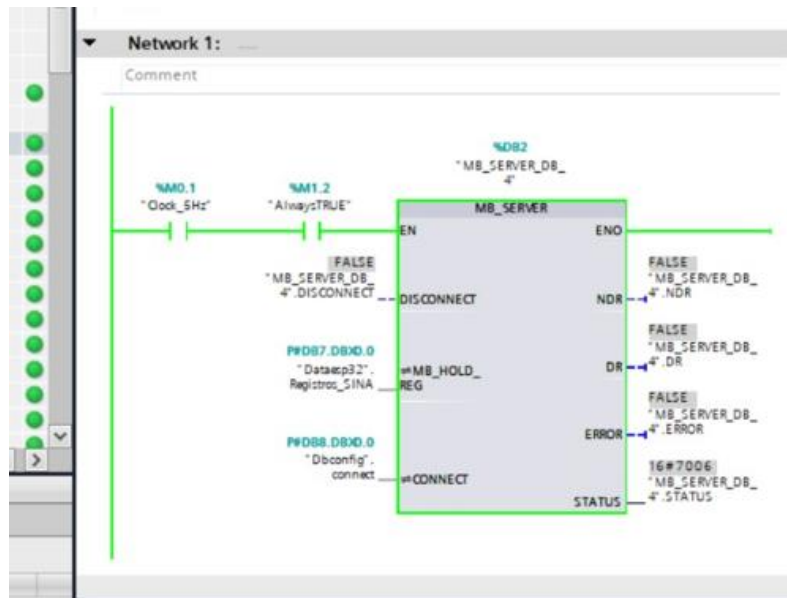 Network 1:
Comment
%DB2
"MB_SERVER_DB_
4"
%M0.1
"Clock_5Hz"
%M1.2
"AlwaysTRUE"
MB_SERVER
EN
ENO
FALSE
"MB_SERVER_DB_
4".DISCONNECT
DISCONNECT
FALSE
"MB_SERVER_DB_
4".NDR
NDR
P#DB7.DBX0.0
"Dataesp32".
Registros_SINA
MB_HOLD_
REG
FALSE
"MB_SERVER_DB_
4".DR
DR
FALSE
"MB_SERVER_DB_
4".ERROR
ERROR
P#DB8.DBX0.0
"Dbconfig".
connect
CONNECT
16#7006
"MB_SERVER_DB_
4".STATUS
STATUS